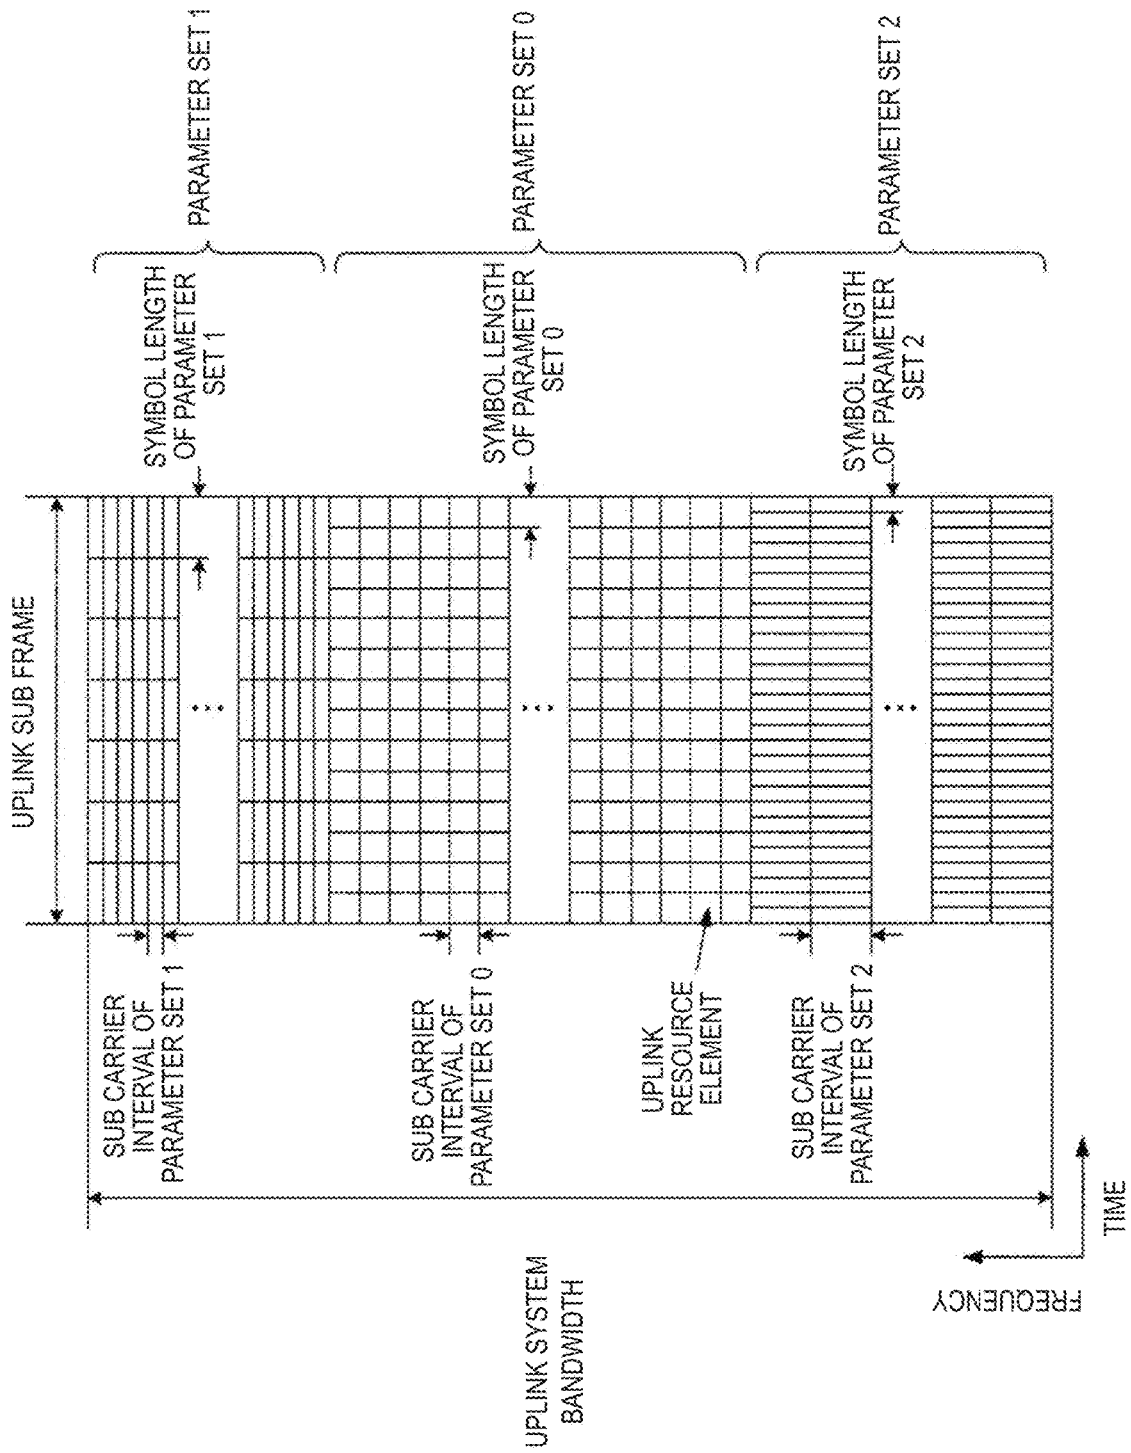 UPLINK SUB FRAME
SYMBOL LENGTH
OF PARAMETER
SET 1
PARAMETER SET 1
SUB CARRIER
INTERVAL OF
PARAMETER SET 1
SYMBOL LENGTH
OF PARAMETER
SET 0
PARAMETER SET 0
UPLINK SYSTEM
BANDWIDTH
SUB CARRIER
INTERVAL OF
PARAMETER SET 0
UPLINK
RESOURCE
ELEMENT
SYMBOL LENGTH
OF PARAMETER
SET 2
PARAMETER SET 2
SUB CARRIER
INTERVAL OF
PARAMETER SET 2
FREQUENCY
TIME